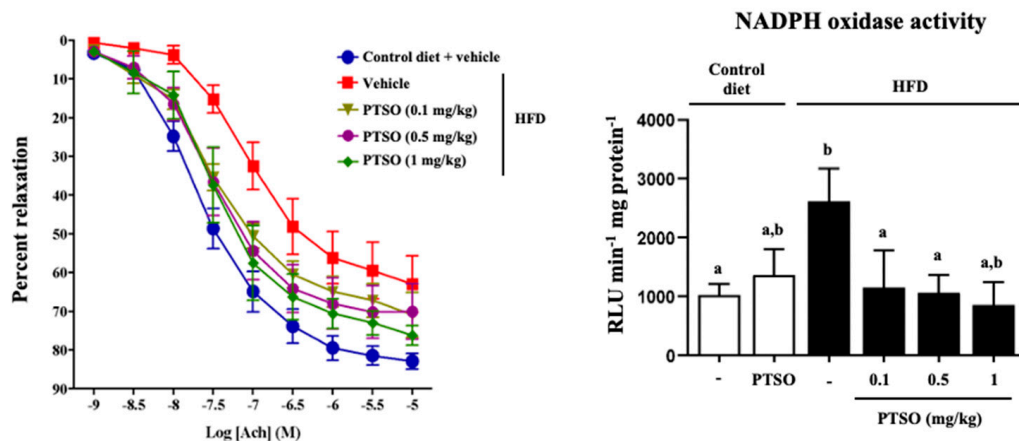 0
10
20
30
40
50
60
70
80
90
Percent relaxation
-9 -8.5 -8 -7.5 -7 -6.5 -6 -5.5 -5
Log [Ach] (M)
Control diet + vehicle
Vehicle
PTSO (0.1 mg/kg)
PTSO (0.5 mg/kg)
PTSO (1 mg/kg)
HFD
NADPH oxidase activity
Control diet
HFD
RLU min⁻¹ mg protein⁻¹
4000
3000
2000
1000
0
a a,b b a a a,b
- PTSO - 0.1 0.5 1
PTSO (mg/kg)